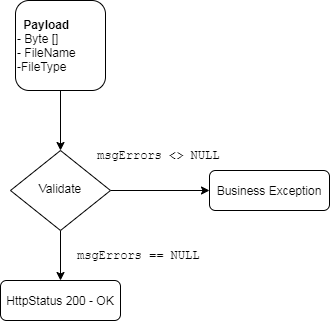 Payload
- Byte []
- FileName
-FileType
msgErrors <> NULL
Validate
Business Exception
msgErrors == NULL
HttpStatus 200 - OK